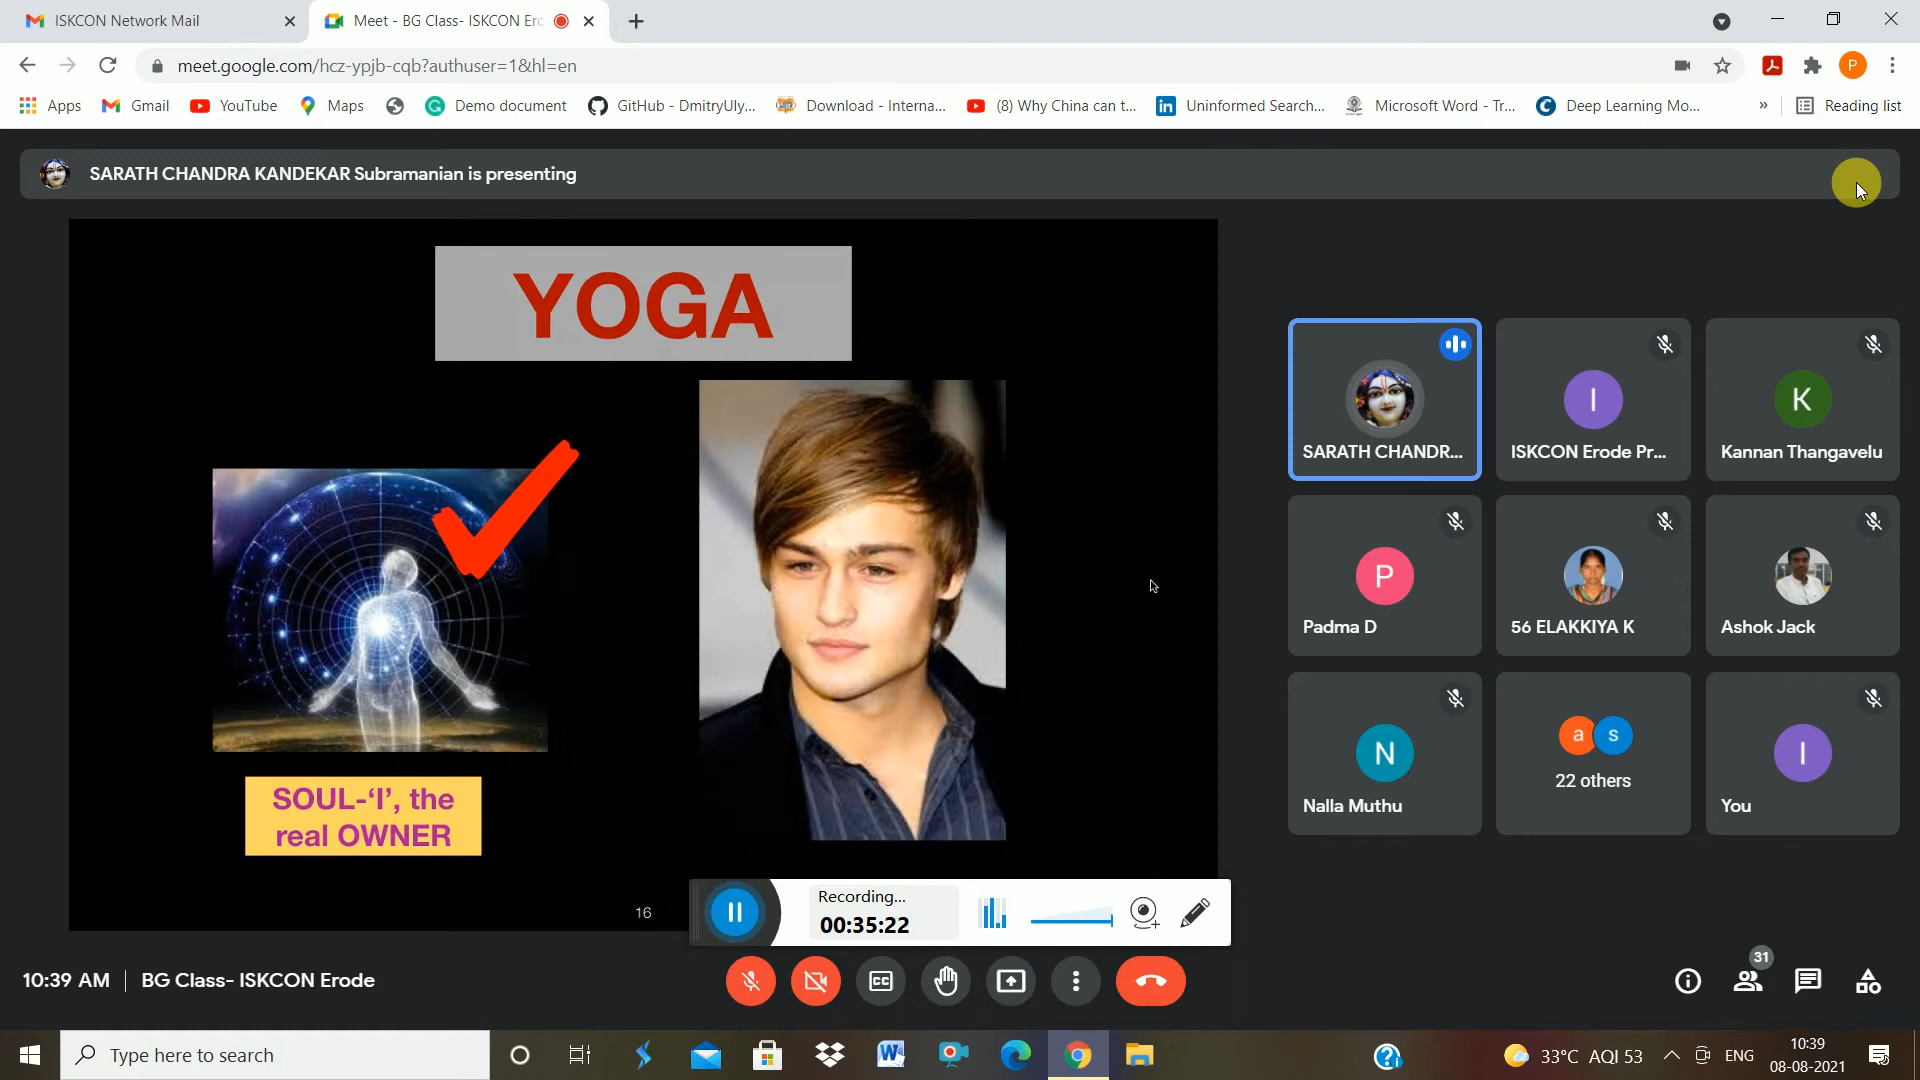 ISKCON Network Mail
Meet - BG Class- ISKCON Erc
meet.google.com/hcz-ypjb-cqb?authuser=1&hl=en
P
Apps
Gmail
YouTube
Maps
Demo document
GitHub - DmitryUly...
Download - Interna...
(8) Why China can t...
Uninformed Search...
Microsoft Word - Tr...
Deep Learning Mo...
»
Reading list
SARATH CHANDRA KANDEKAR Subramanian is presenting
YOGA
SOUL-‘I’, the
real OWNER
16
SARATH CHANDR...
I
ISKCON Erode Pr...
K
Kannan Thangavelu
P
Padma D
56 ELAKKIYA K
Ashok Jack
N
Nalla Muthu
a s
22 others
I
You
Recording...
00:35:22
10:39 AM | BG Class- ISKCON Erode
CC
31
Type here to search
33°C AQI 53
ENG
10:39
08-08-2021